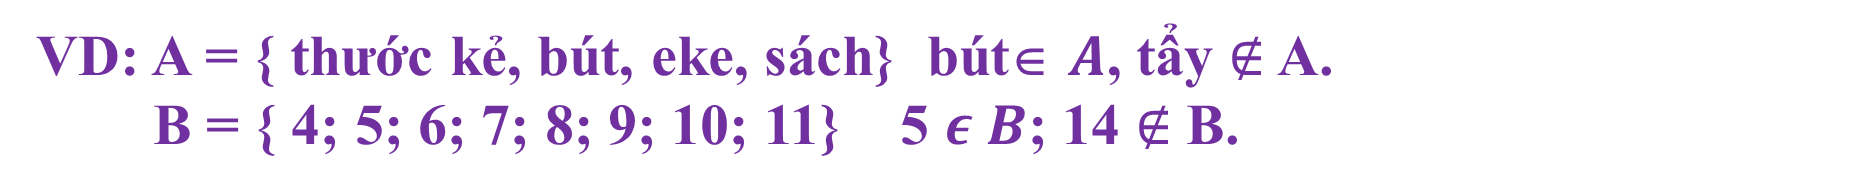 VD: A = { thước kẻ, bút, eke, sách} bút∈ A, tẩy ∉ A.
B = { 4; 5; 6; 7; 8; 9; 10; 11} 5 ϵ B; 14 ∉ B.